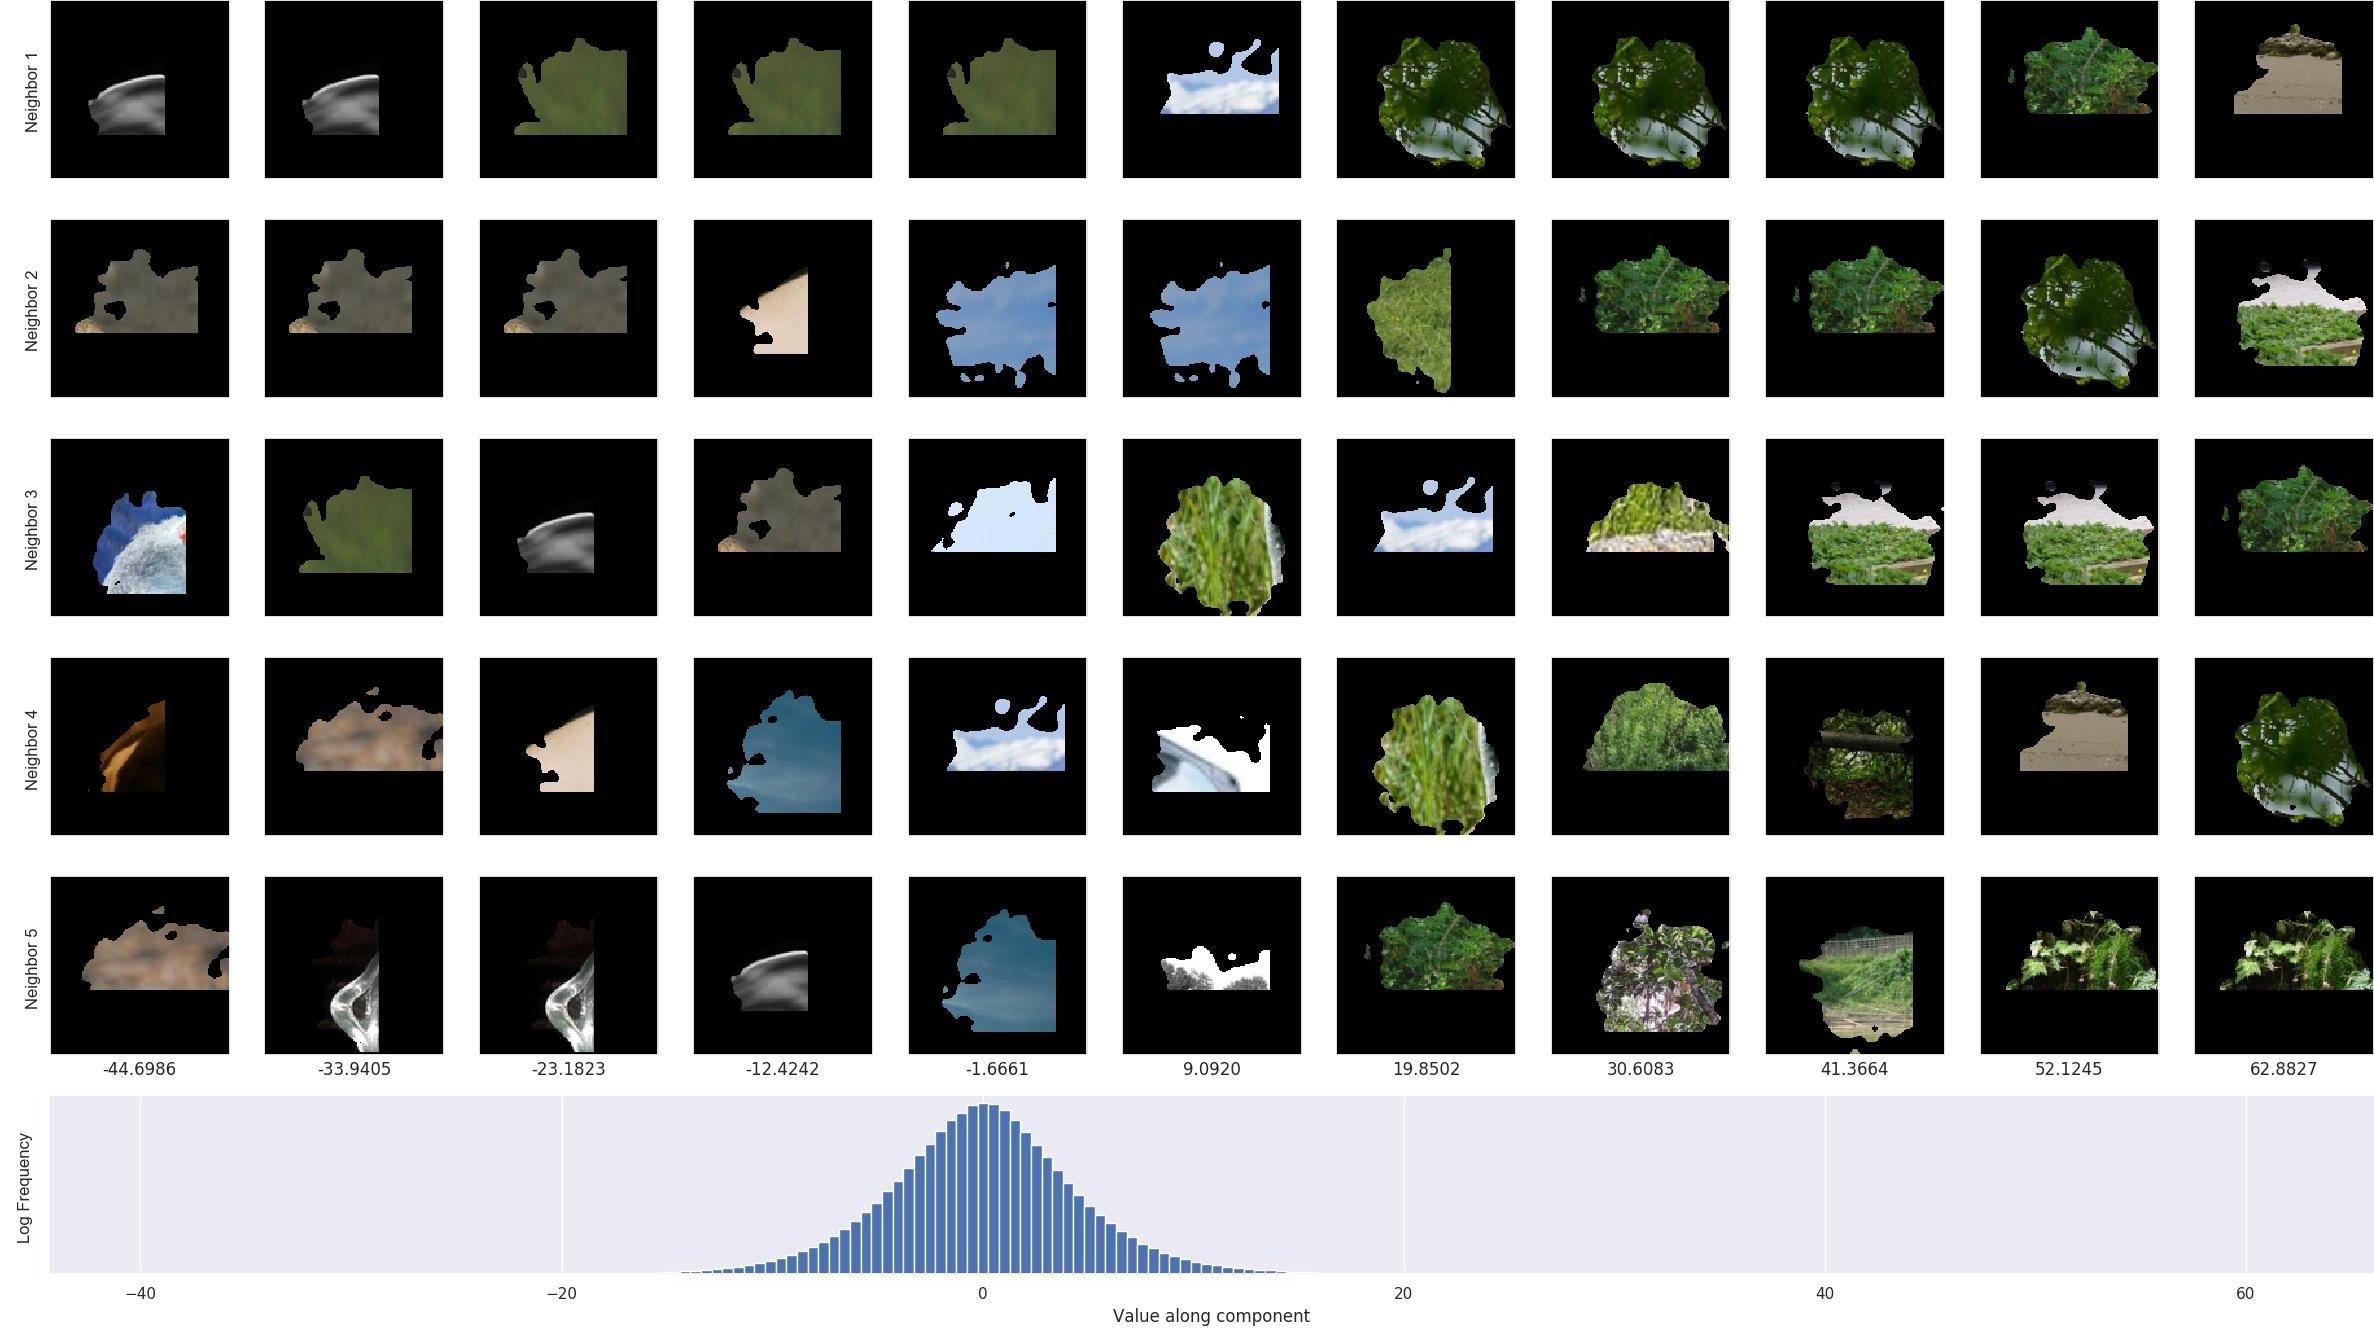 Neighbor 1
Neighbor 2
Neighbor 3
Neighbor 4
Neighbor 5
-44.6986 -33.9405 -23.1823 -12.4242 -1.6661 9.0920 19.8502 30.6083 41.3664 52.1245 62.8827
Log Frequency
−40 −20 0 20 40 60
Value along component